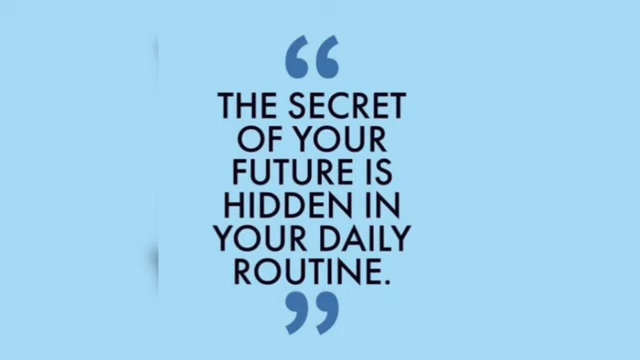 “
THE SECRET
OF YOUR
FUTURE IS
HIDDEN IN
YOUR DAILY
ROUTINE.
”